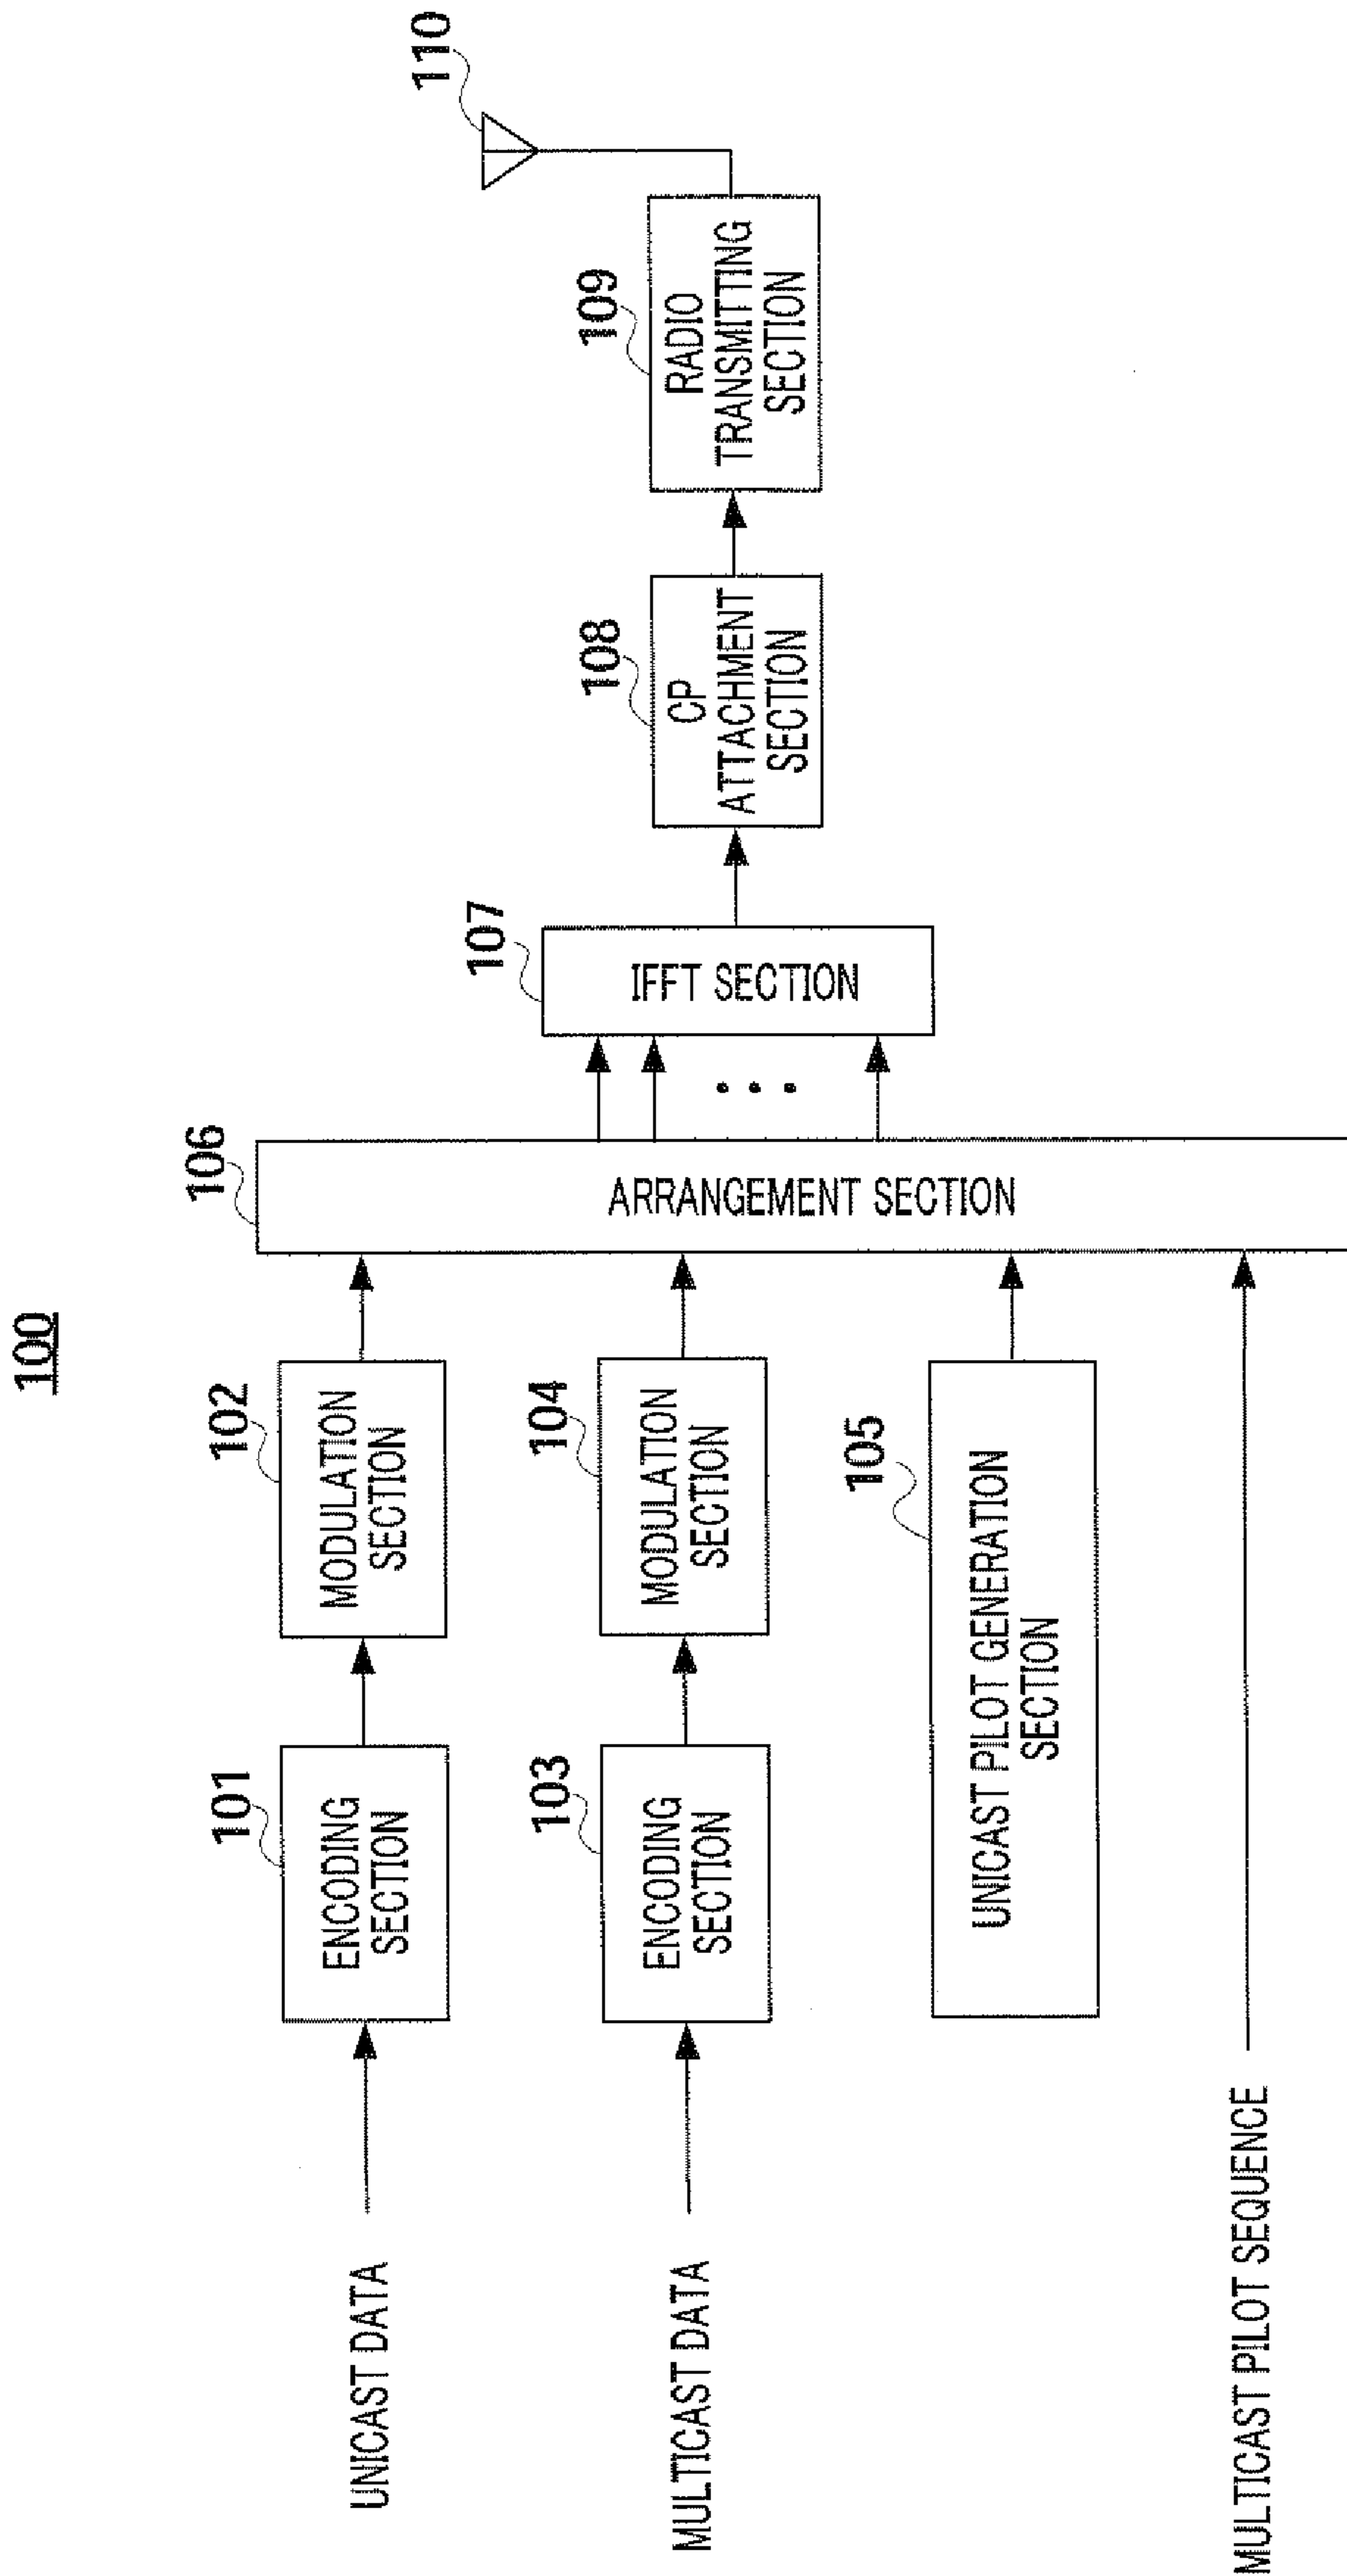 100
UNICAST DATA
101
ENCODING
SECTION
102
MODULATION
SECTION
MULTICAST DATA
103
ENCODING
SECTION
104
MODULATION
SECTION
105
UNICAST PILOT GENERATION
SECTION
MULTICAST PILOT SEQUENCE
106
ARRANGEMENT SECTION
107
IFFT SECTION
108
CP
ATTACHMENT
SECTION
109
RADIO
TRANSMITTING
SECTION
110